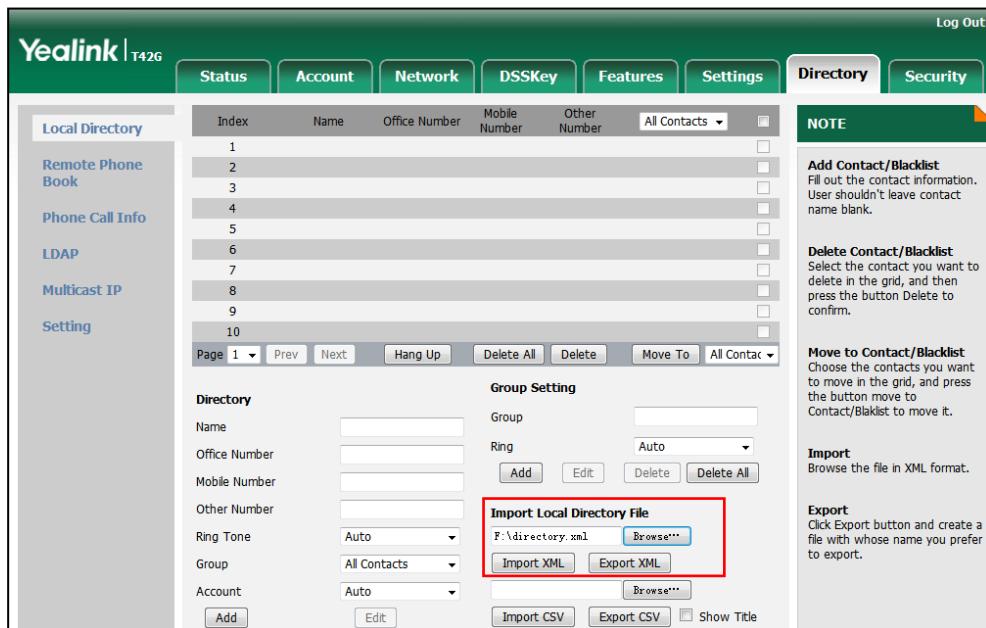 Log Out
Yealink | T42G
Status Account Network DSSKey Features Settings Directory Security
Local Directory
Remote Phone
Book
Phone Call Info
LDAP
Multicast IP
Setting
Index Name Office Number Mobile Number Other Number All Contacts
1
2
3
4
5
6
7
8
9
10
Page 1 Prev Next Hang Up Delete All Delete Move To All Contac
Directory
Name
Office Number
Mobile Number
Other Number
Ring Tone Auto
Group All Contacts
Account Auto
Add Edit
Group Setting
Group
Ring Auto
Add Edit Delete Delete All
Import Local Directory File
F:\directory.xml Browse...
Import XML Export XML
Browse...
Import CSV Export CSV Show Title
NOTE
Add Contact/Blacklist
Fill out the contact information.
User shouldn't leave contact
name blank.
Delete Contact/Blacklist
Select the contact you want to
delete in the grid, and then
press the button Delete to
confirm.
Move to Contact/Blacklist
Choose the contacts you want
to move in the grid, and press
the button move to
Contact/Blaklist to move it.
Import
Browse the file in XML format.
Export
Click Export button and create a
file with whose name you prefer
to export.